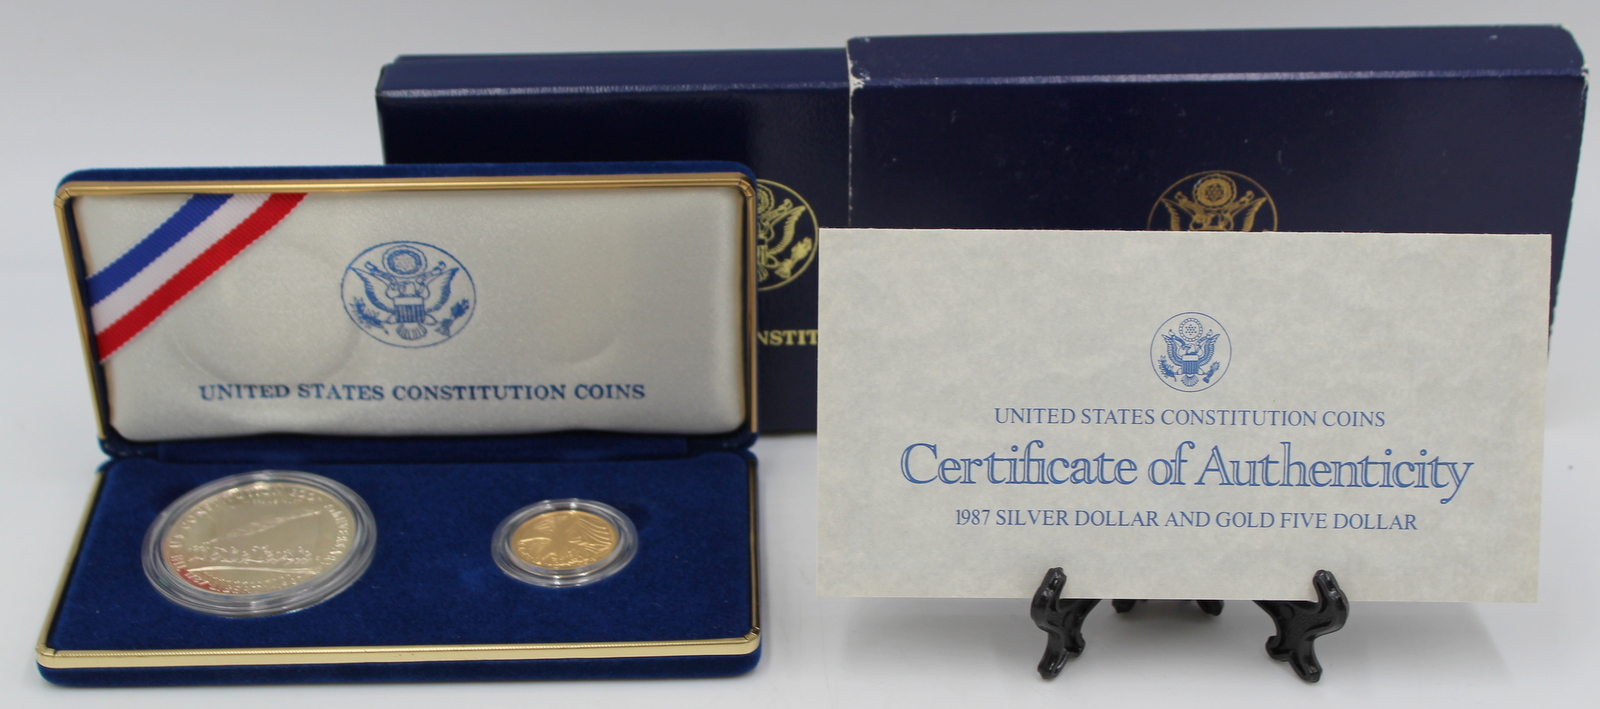 UNITED STATES CONSTITUTION COINS
NSTIT
UNITED STATES CONSTITUTION COINS
Certificate of Authenticity
1987 SILVER DOLLAR AND GOLD FIVE DOLLAR